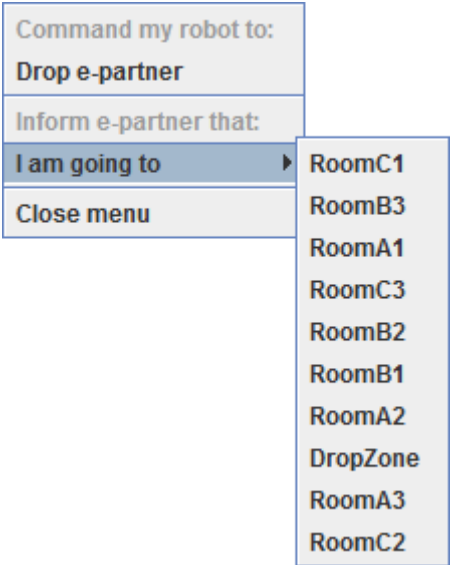 Command my robot to:
Drop e-partner
Inform e-partner that:
I am going to
Close menu
RoomC1
RoomB3
RoomA1
RoomC3
RoomB2
RoomB1
RoomA2
DropZone
RoomA3
RoomC2